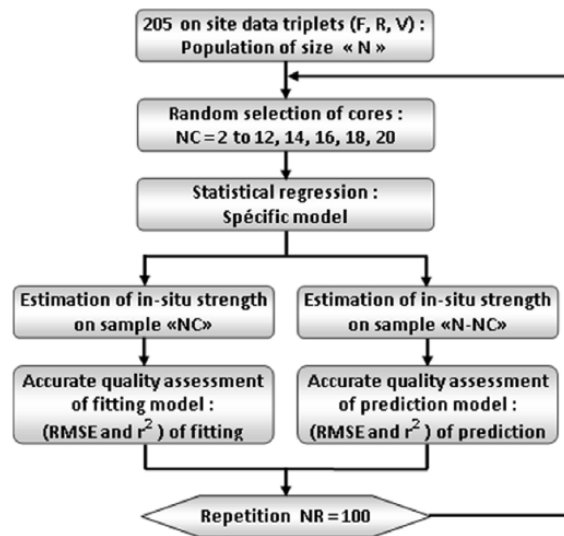 205 on site data triplets (F, R, V) :
Population of size « N »
Random selection of cores :
NC = 2 to 12, 14, 16, 18, 20
Statistical regression :
Spécific model
Estimation of in-situ strength
on sample «NC»
Estimation of in-situ strength
on sample «N-NC»
Accurate quality assessment
of fitting model :
(RMSE and r² ) of fitting
Accurate quality assessment
of prediction model :
(RMSE and r² ) of prediction
Repetition NR = 100